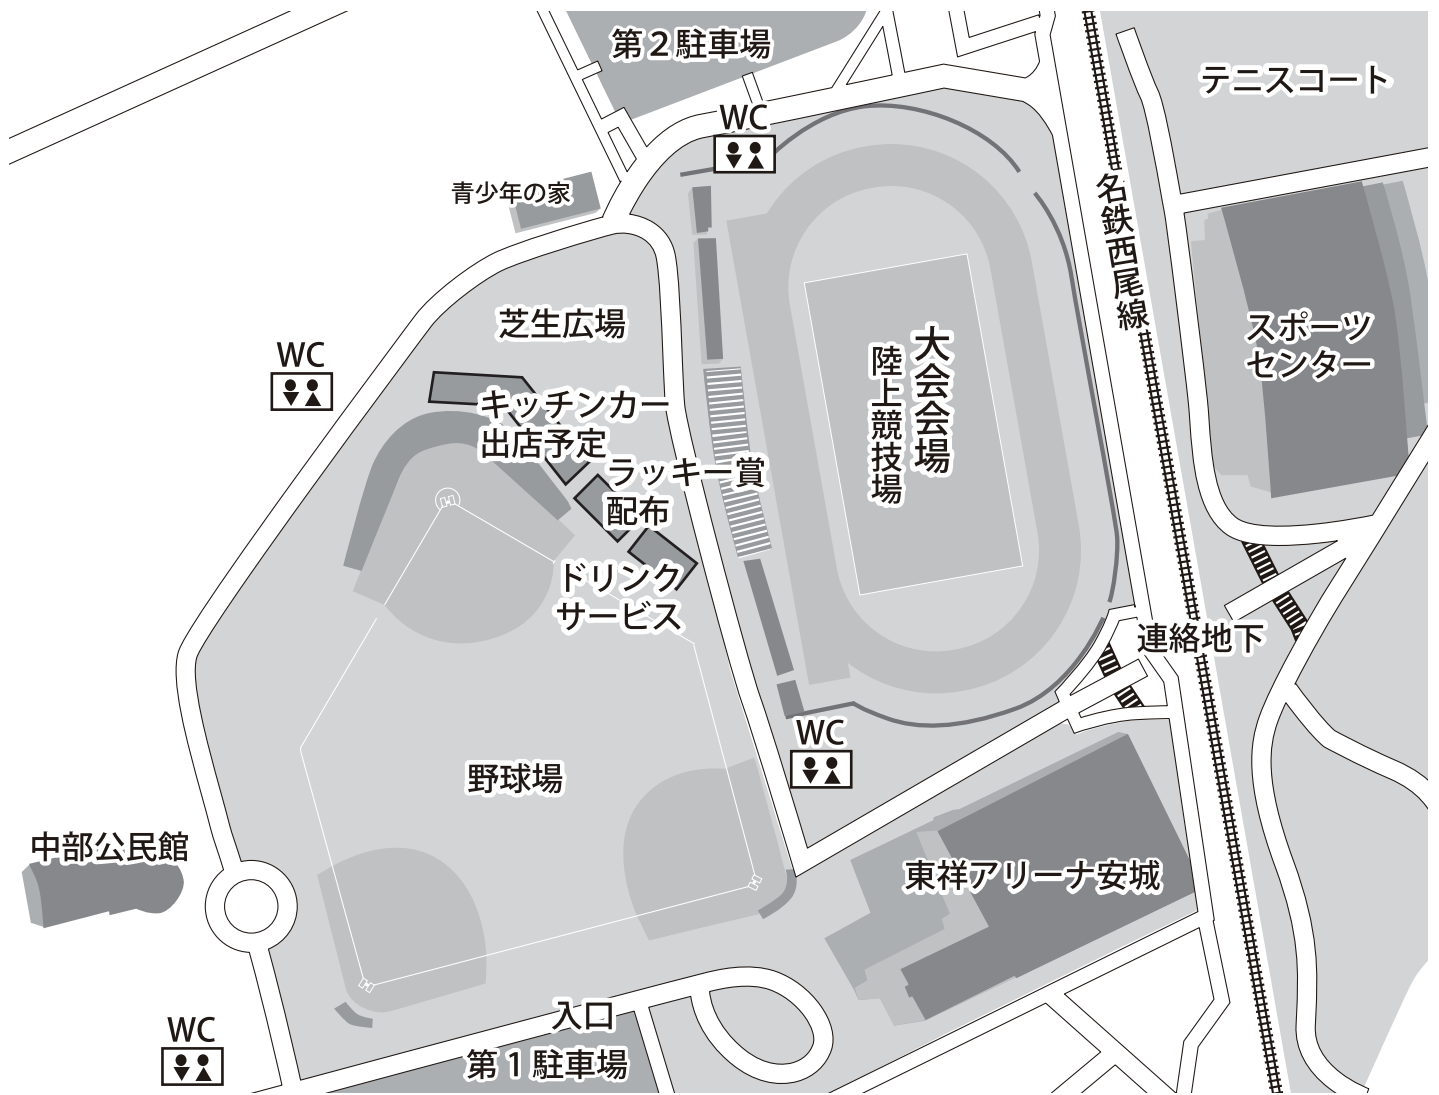 第2駐車場
テニスコート
WC
青少年の家
名鉄西尾線
芝生広場
スポーツ
センター
WC
大会会場
陸上競技場
キッチンカー
出店予定
ラッキー賞
配布
ドリンク
サービス
連絡地下
WC
野球場
中部公民館
東祥アリーナ安城
入口
WC
第1駐車場